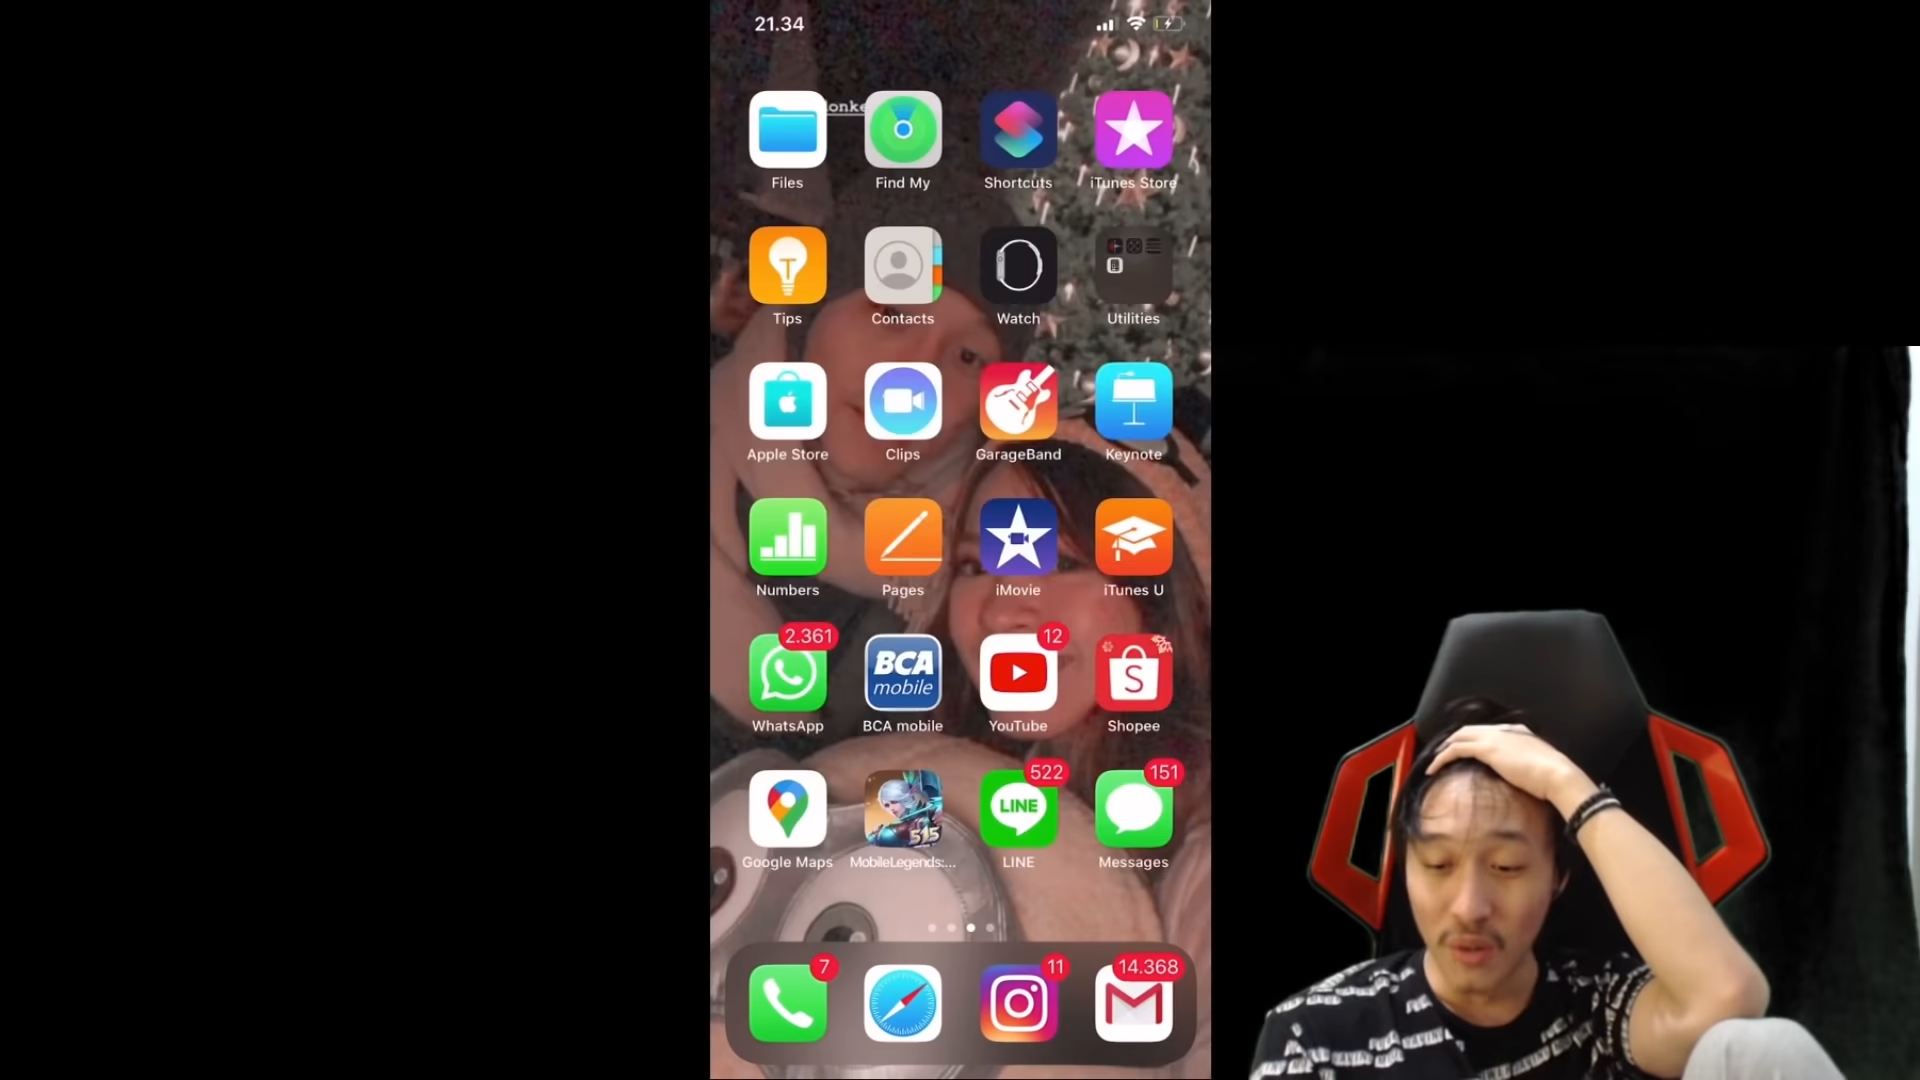 21.34
Files Find My Shortcuts iTunes Store
Tips Contacts Watch Utilities
Apple Store Clips GarageBand Keynote
Numbers Pages iMovie iTunes U
2.361 12
BCA
mobile
WhatsApp BCA mobile YouTube Shopee
522 151
515
LINE
Google Maps MobileLegends:... LINE Messages
7 11 14.368